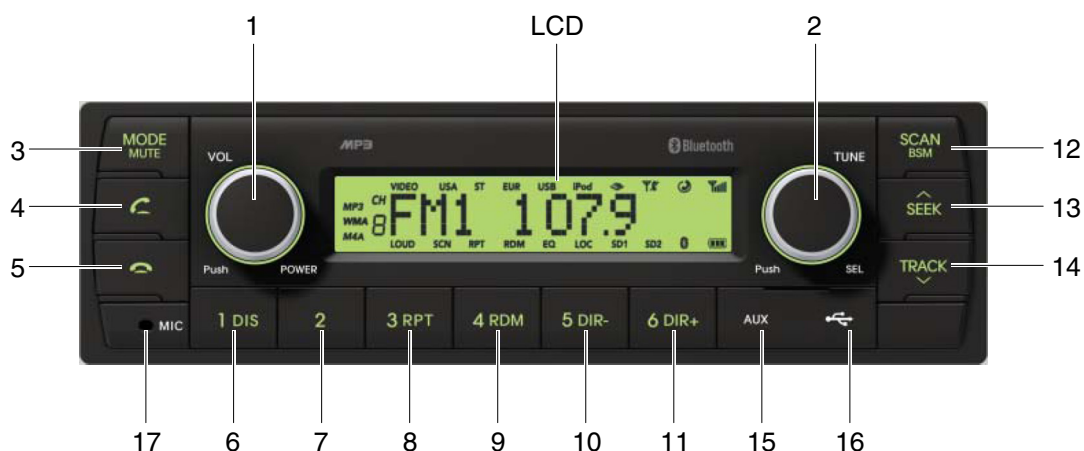 1 LCD 2
3 MODE MUTE VOL MP3 Bluetooth TUNE SCAN BSM 12
VIDEO USA ST EUR USB iPod
MP3 CH
WMA 8 FM1 107.9
M4A
LOUD SCN RPT RDM EQ LOC SD1 SD2
4 SEEK 13
5 Push POWER Push SEL TRACK 14
MIC 1 DIS 2 3 RPT 4 RDM 5 DIR- 6 DIR+ AUX
17 6 7 8 9 10 11 15 16